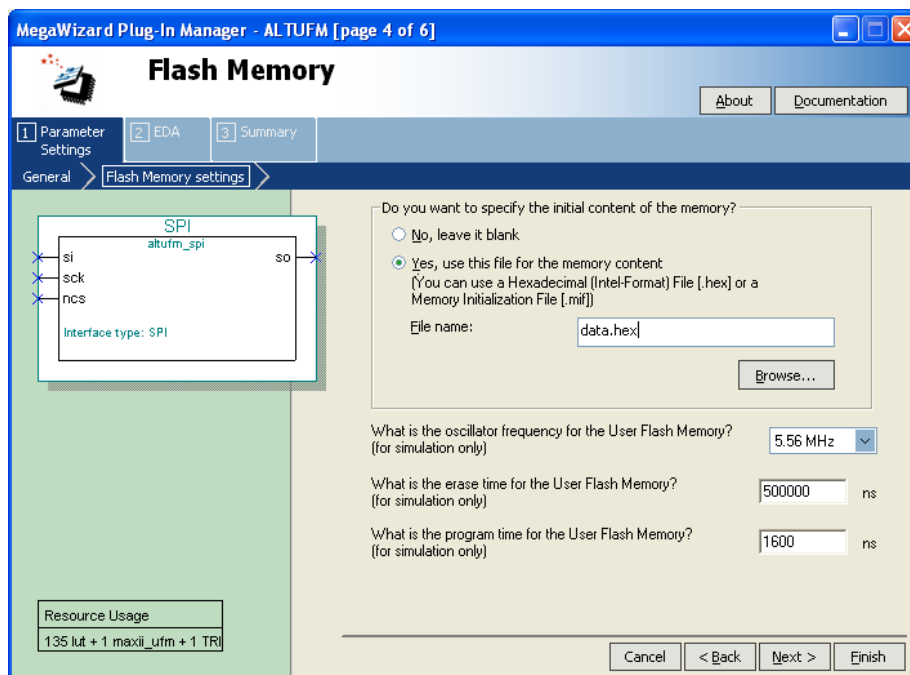 MegaWizard Plug-In Manager - ALTUFM [page 4 of 6]
Flash Memory
About
Documentation
1 Parameter Settings
2 EDA
3 Summary
General
Flash Memory settings
SPI
altufm_spi
si
so
sck
ncs
Interface type: SPI
Resource Usage
135 lut + 1 maxii_ufm + 1 TRI
Do you want to specify the initial content of the memory?
No, leave it blank
Yes, use this file for the memory content
(You can use a Hexadecimal (Intel-Format) File [.hex] or a
Memory Initialization File [.mif])
File name:
data.hex
Browse...
What is the oscillator frequency for the User Flash Memory?
(for simulation only)
5.56 MHz
What is the erase time for the User Flash Memory?
(for simulation only)
500000
ns
What is the program time for the User Flash Memory?
(for simulation only)
1600
ns
Cancel
< Back
Next >
Finish